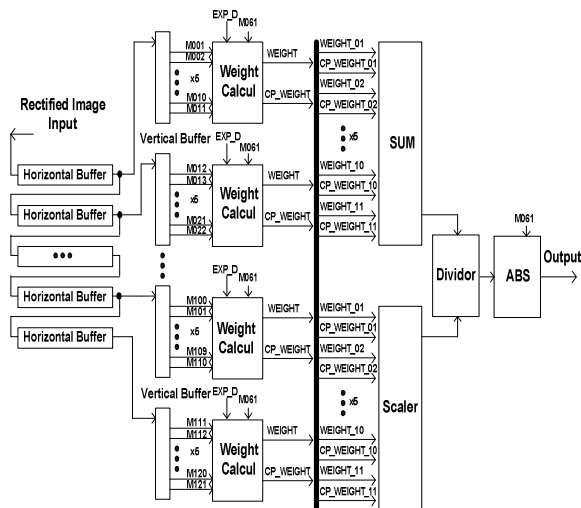 EXP_D
M061
M001
M002
x5
M010
M011
Weight
Calcul
WEIGHT
CP_WEIGHT
WEIGHT_01
CP_WEIGHT_01
WEIGHT_02
CP_WEIGHT_02
x5
WEIGHT_10
CP_WEIGHT_10
WEIGHT_11
CP_WEIGHT_11
SUM
Rectified Image
Input
Horizontal Buffer
Horizontal Buffer
Horizontal Buffer
Horizontal Buffer
Vertical Buffer
EXP_D
M061
M012
M013
x5
M021
M022
Weight
Calcul
WEIGHT
CP_WEIGHT
Dividor
M061
ABS
Output
EXP_D
M061
M100
M101
x5
M109
M110
Weight
Calcul
WEIGHT
CP_WEIGHT
WEIGHT_01
CP_WEIGHT_01
WEIGHT_02
CP_WEIGHT_02
x5
WEIGHT_10
CP_WEIGHT_10
WEIGHT_11
CP_WEIGHT_11
Scaler
Vertical Buffer
EXP_D
M061
M111
M112
x5
M120
M121
Weight
Calcul
WEIGHT
CP_WEIGHT